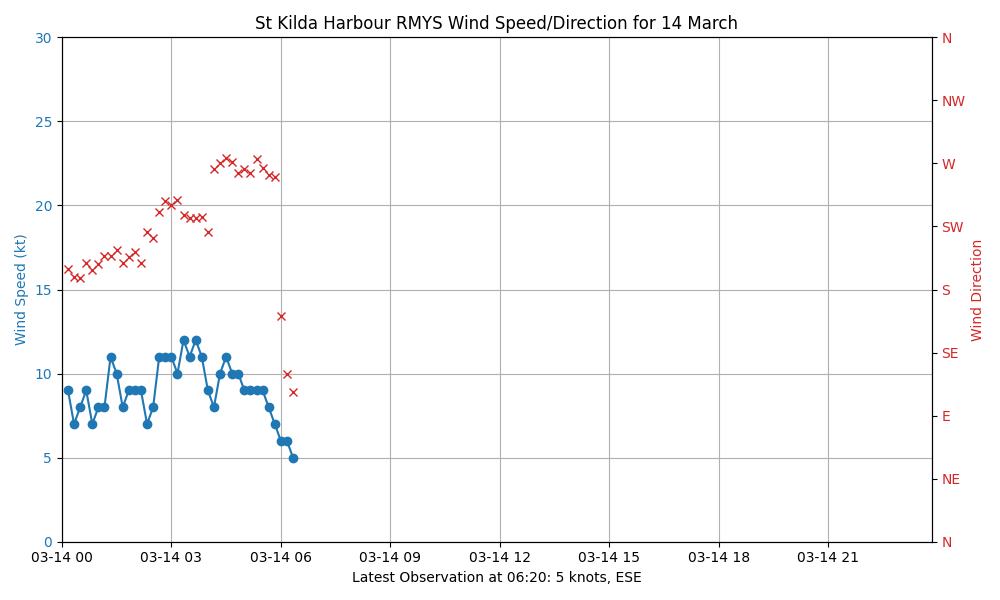 St Kilda Harbour RMYS Wind Speed/Direction for 14 March
30
25
20
15
10
5
0
Wind Speed (kt)
N
NW
W
SW
S
SE
E
NE
N
Wind Direction
03-14 00 03-14 03 03-14 06 03-14 09 03-14 12 03-14 15 03-14 18 03-14 21
Latest Observation at 06:20: 5 knots, ESE